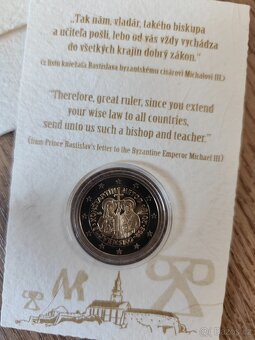 „Tak nám, vladár, takého biskupa
a učiteľa pošli, lebo od vás vždy vychádza
do všetkých krajín dobrý zákon.“
(z listu kniežaťa Rastislava byzantskému cisárovi Michalovi III.)
"Therefore, great ruler, since you extend
your wise law to all countries,
send unto us such a bishop and teacher."
(from Prince Rastislav's letter to the Byzantine Emperor Michael III)